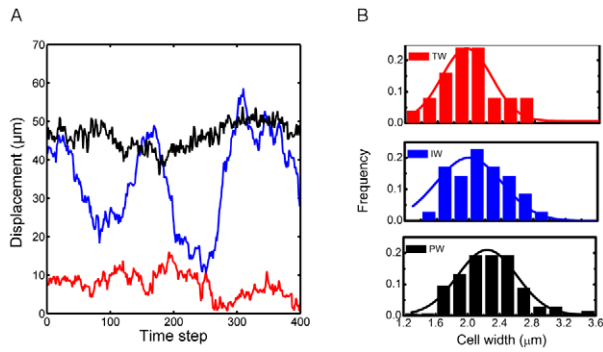 A
B
70
60
50
40
30
20
10
0
Displacement (μm)
0 100 200 300 400
Time step
Frequency
0.2
0.1
0.0
TW
0.2
0.1
0.0
IW
0.2
0.1
0.0
PW
1.2 1.6 2.0 2.4 2.8 3.2 3.6
Cell width (μm)